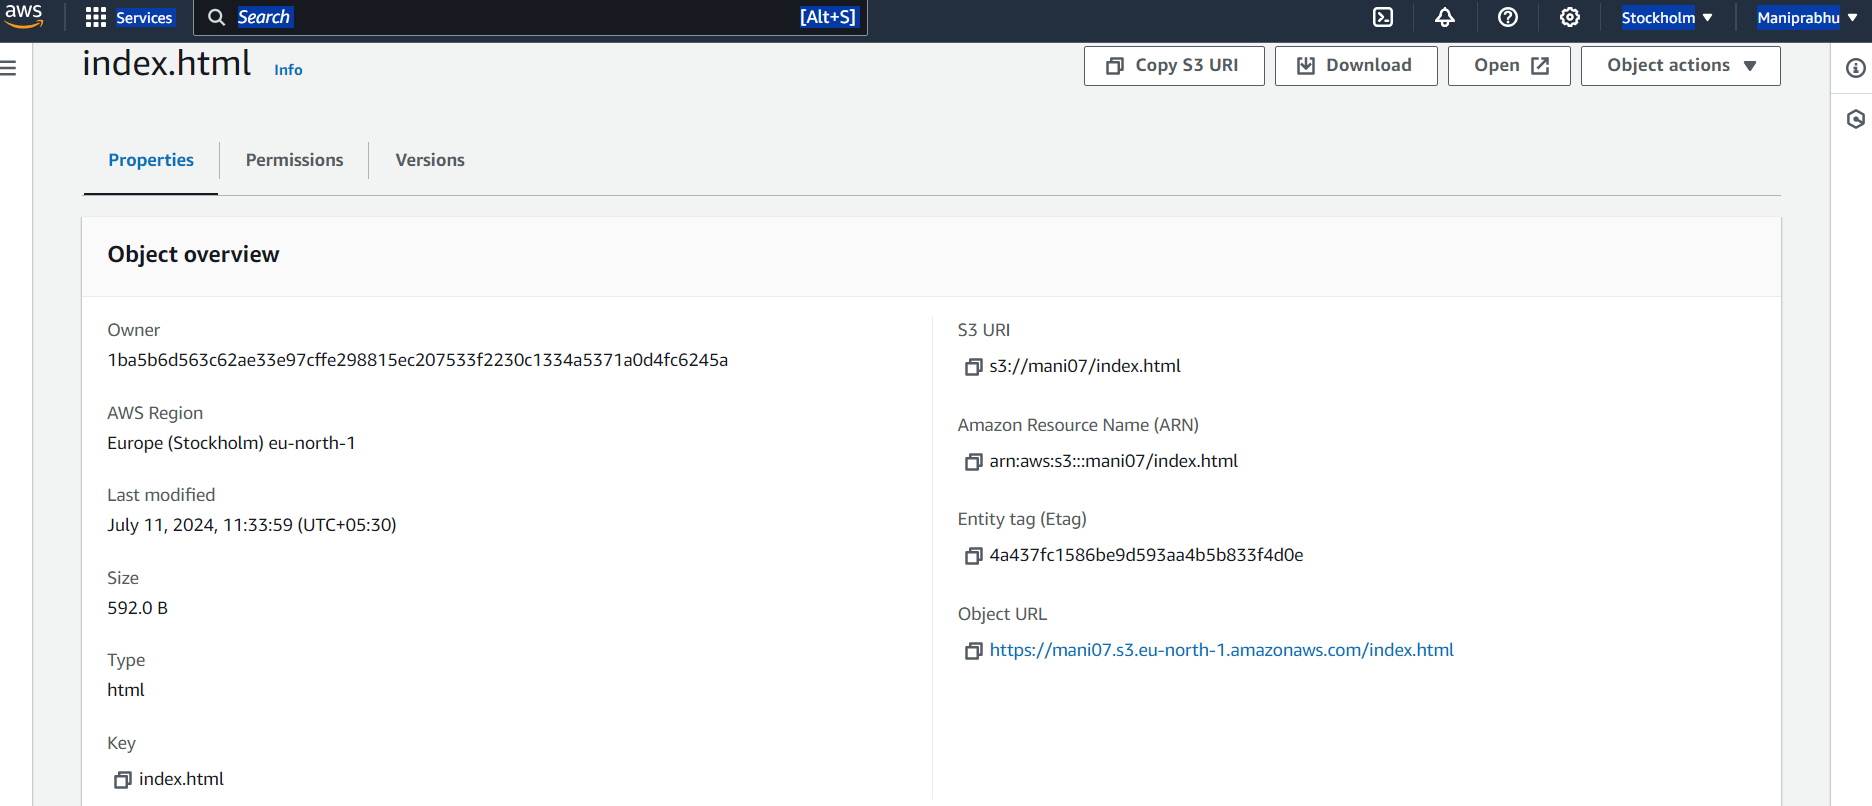 aws
Services
Search
[Alt+S]
Stockholm
Maniprabhu
index.html
Info
Copy S3 URI
Download
Open
Object actions
Properties
Permissions
Versions
Object overview
Owner
1ba5b6d563c62ae33e97cffe298815ec207533f2230c1334a5371a0d4fc6245a
AWS Region
Europe (Stockholm) eu-north-1
Last modified
July 11, 2024, 11:33:59 (UTC+05:30)
Size
592.0 B
Type
html
Key
index.html
S3 URI
s3://mani07/index.html
Amazon Resource Name (ARN)
arn:aws:s3:::mani07/index.html
Entity tag (Etag)
4a437fc1586be9d593aa4b5b833f4d0e
Object URL
https://mani07.s3.eu-north-1.amazonaws.com/index.html